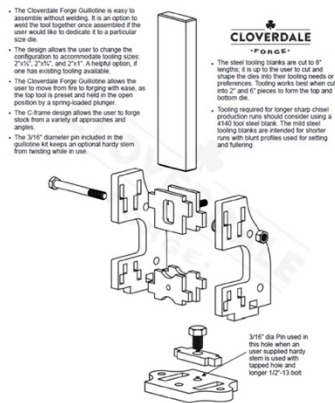 • The Cloverdale Forge Guillotine is easy to
assemble without welding. It is an option to
weld the tool together once assembled if the
user would like to dedicate it to a particular
size die.
• The design allows the user to change the
configuration to accommodate tooling sizes:
2"x½", 2"x¾", and 2"x1". A helpful option, if
one has existing tooling available.
• The Cloverdale Forge Guillotine allows the
user to move from fire to forging with ease, as
the top tool is preset and held in the open
position by a spring-loaded plunger.
• The C-frame design allows the user to forge
stock from a variety of approaches and
angles.
• The 3/16" diameter pin included in the
guillotine kit keeps an optional hardy stem
from twisting while in use.
CLOVERDALE
• FORGE •
• The steel tooling blanks are cut to 8"
lengths; it is up to the user to cut and
shape the dies into their tooling needs or
preferences. Tooling works best when cut
into 2" and 6" pieces to form the top and
bottom die.
• Tooling required for longer sharp chisel
production runs should consider using a
4140 tool steel blank. The mild steel
tooling blanks are intended for shorter
runs with blunt profiles used for setting
and fullering
3/16" dia Pin used in
this hole when an
user supplied hardy
stem is used with
tapped hole and
longer 1/2"-13 bolt